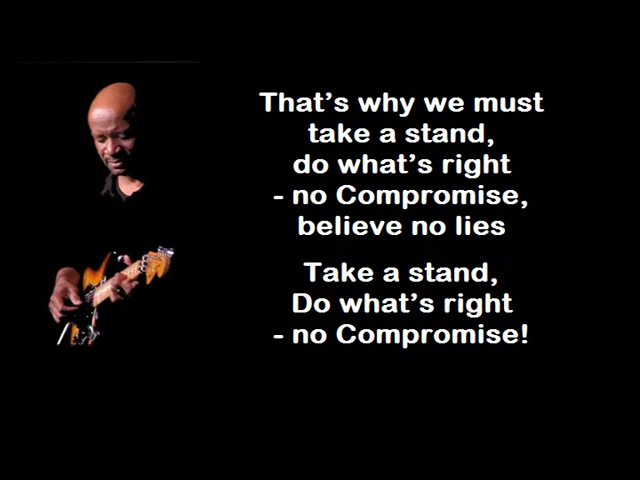 That's why we must
take a stand,
do what's right
- no Compromise,
believe no lies
Take a stand,
Do what's right
- no Compromise!